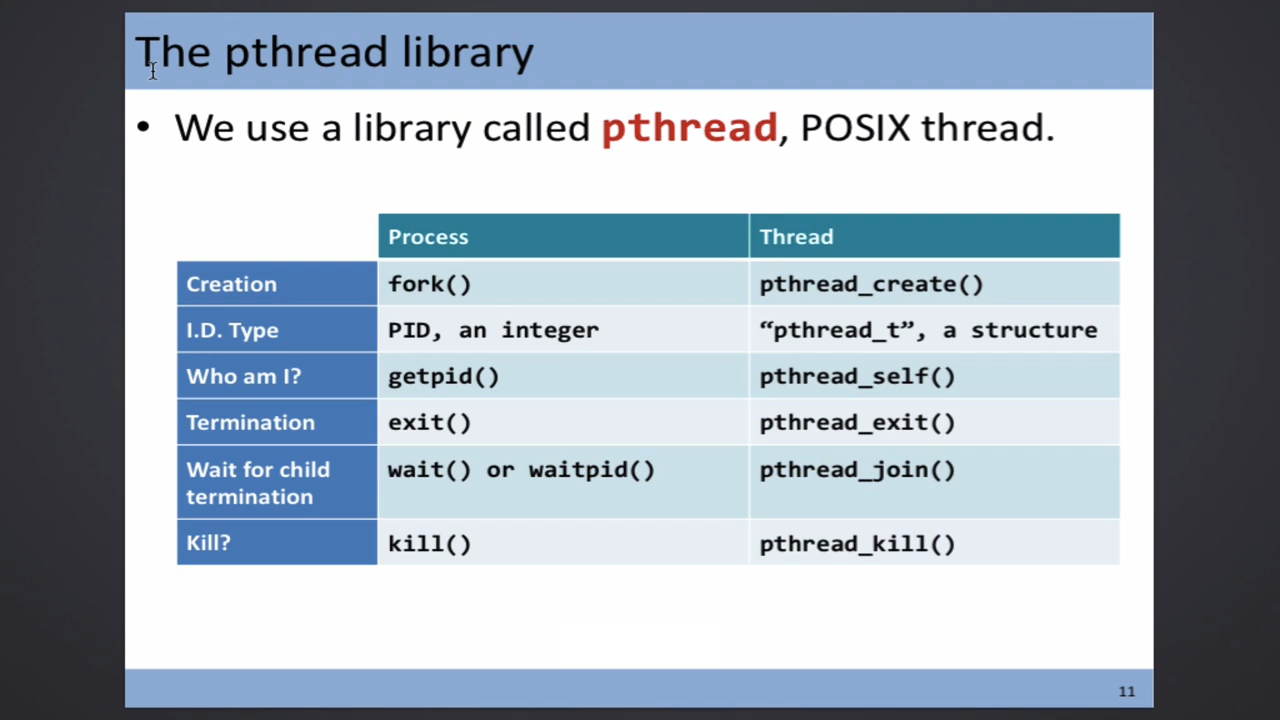 The pthread library
• We use a library called pthread, POSIX thread.
Process Thread
Creation fork() pthread_create()
I.D. Type PID, an integer “pthread_t”, a structure
Who am I? getpid() pthread_self()
Termination exit() pthread_exit()
Wait for child wait() or waitpid() pthread_join()
termination
Kill? kill() pthread_kill()
11